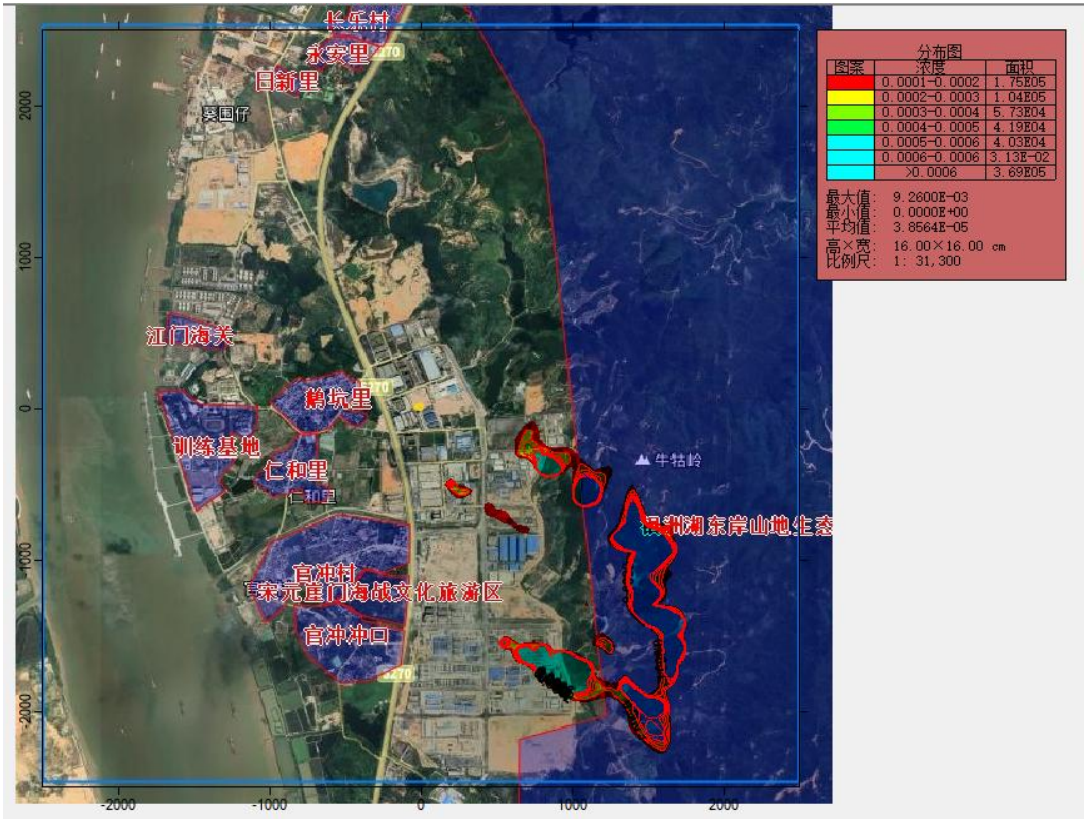 长乐村
S270
永安里
日新里
葵围仔
江门海关
S270
鹅坑里
训练基地
仁和里
仁和里
牛牯岭
银洲湖东岸山地生态
官冲村
宋元崖门海战文化旅游区
官冲冲口
S270
2000
1000
0
-1000
-2000
-2000
-1000
0
1000
2000
分布图
图案 浓度 面积
0.0001-0.0002 1.75E05
0.0002-0.0003 1.04E05
0.0003-0.0004 5.73E04
0.0004-0.0005 4.19E04
0.0005-0.0006 4.03E04
0.0006-0.0006 3.13E-02
>0.0006 3.69E05
最大值: 9.2600E-03
最小值: 0.0000E+00
平均值: 3.8564E-05
高×宽: 16.00×16.00 cm
比例尺: 1: 31,300